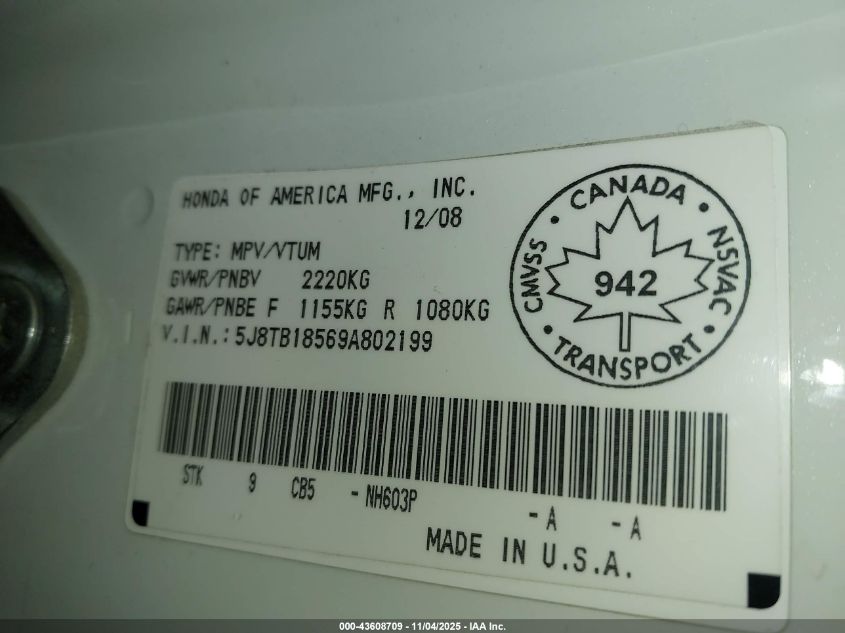 HONDA OF AMERICA MFG., INC.
12/08
TYPE: MPV/VTUM
GVWR/PNBV 2220KG
GAWR/PNBE F 1155KG R 1080KG
V.I.N.: 5J8TB18569A802199
CANADA
CMVSS
942
NSVAC
TRANSPORT
STK 9 CB5 - NH603P - A - A
MADE IN U.S.A.
000-43608709 - 11/04/2025 - IAA Inc.